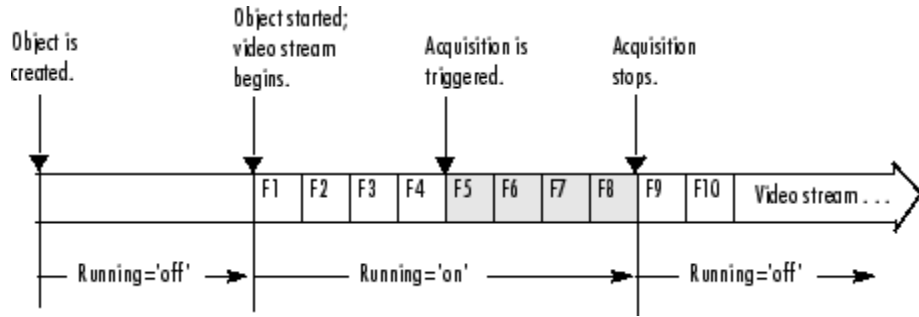 Object is
created.
Object started;
video stream
begins.
Acquisition is
triggered.
Acquisition
stops.
F1 F2 F3 F4 F5 F6 F7 F8 F9 F10 Video stream . . .
Running='off' Running='on' Running='off'